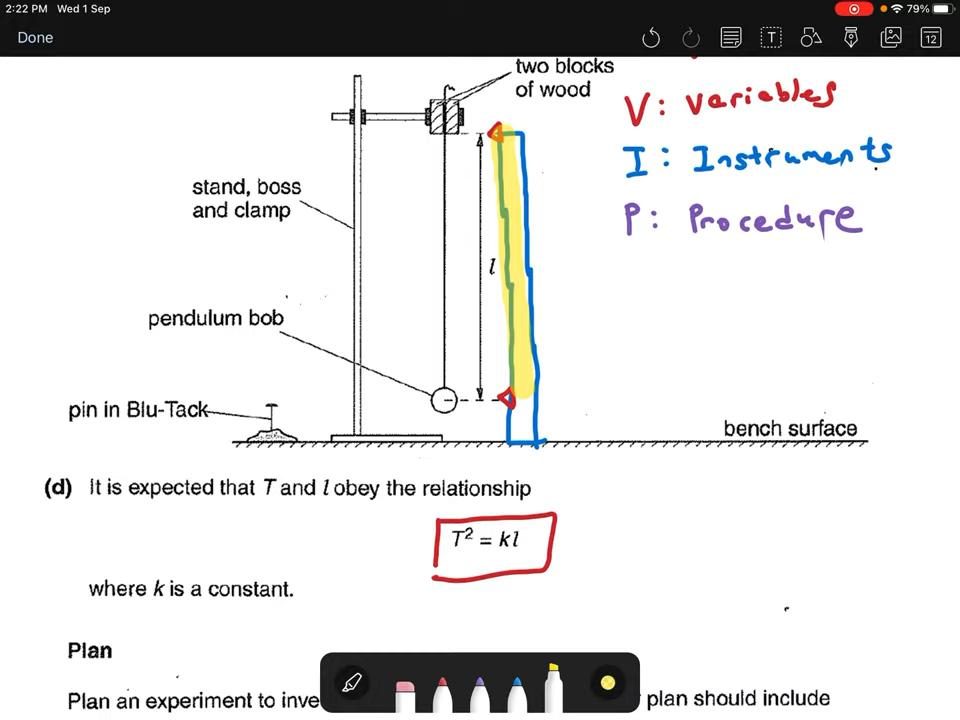 2:22 PM Wed 1 Sep
79%
Done
T
12
two blocks
of wood
V: Variables
I: Instruments
stand, boss
and clamp
P: Procedure
l
pendulum bob
pin in Blu-Tack
bench surface
(d) It is expected that T and l obey the relationship
T² = kl
where k is a constant.
Plan
Plan an experiment to inve
plan should include